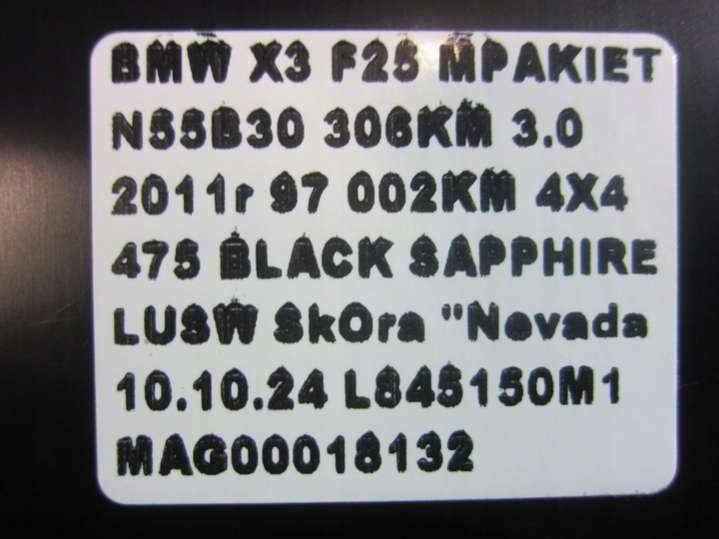 BMW X3 F25 MPAKIET
N55B30 306KM 3.0
2011r 97 002KM 4X4
475 BLACK SAPPHIRE
LUSW SkOra "Nevada
10.10.24 L845150M1
MAG00018132